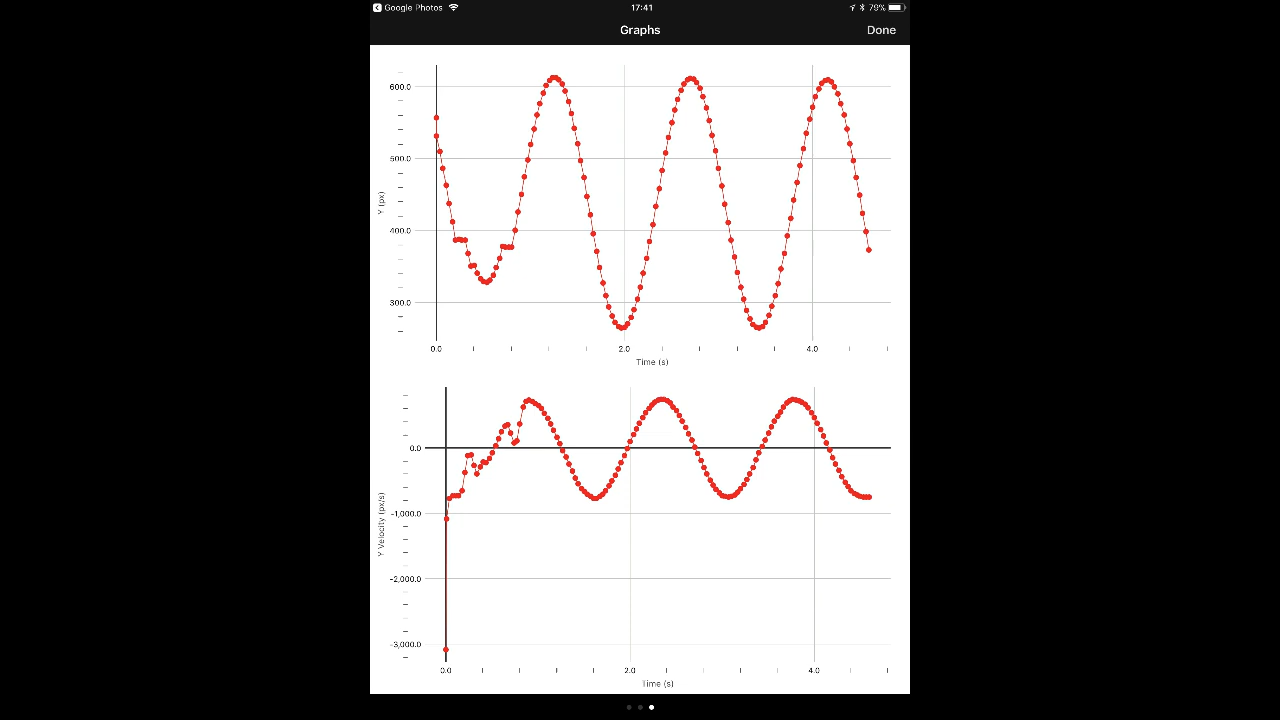 Google Photos 17:41 79%
Graphs Done
600.0
500.0
Y (px)
400.0
300.0
0.0 2.0 4.0
Time (s)
0.0
-1,000.0
Y Velocity (px/s)
-2,000.0
-3,000.0
0.0 2.0 4.0
Time (s)